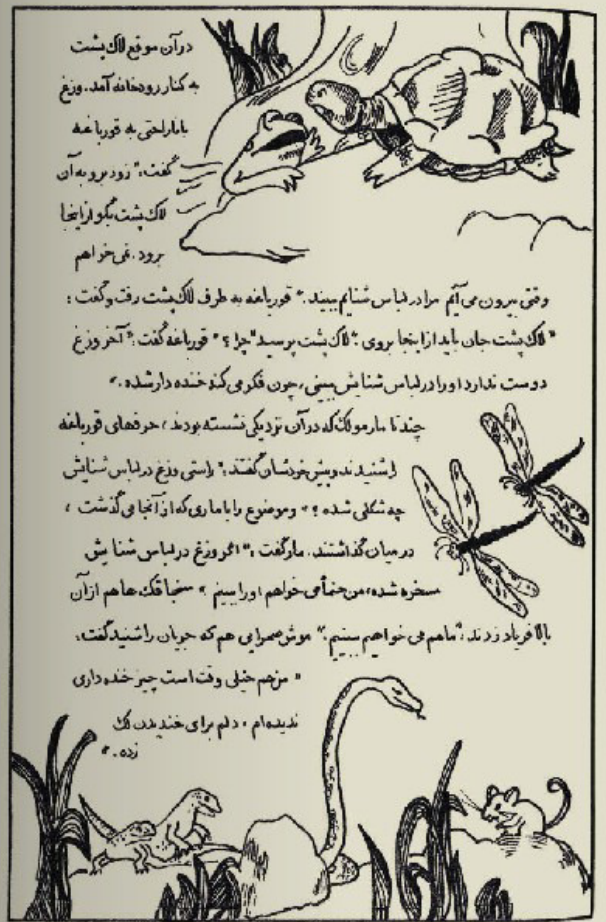 درآن موقع لاک‌پشت
به کنار رودخانه آمد. وزغ
با ناراحتی به قورباغه
گفت: "زود برو به آن
لاک‌پشت بگو از اینجا
برود. نمی‌خواهم
وقتی بیرون می‌آیم مرا در لباس شنایم ببیند." قورباغه به طرف لاک‌پشت رفت و گفت:
"لاک‌پشت جان باید از اینجا بروی." لاک‌پشت پرسید "چرا؟" قورباغه گفت: "آخر وزغ
دوست ندارد او را در لباس شنایش ببینی، چون فکر می‌کند خنده دار شده."
چند تا مارمولک که در آن نزدیکی نشسته بودند، حرفهای قورباغه
را شنیدند و پیش خودشان گفتند: "راستی وزغ در لباس شنایش
چه شکلی شده؟" و موضوع را با ماری که از آنجا می‌گذشت،
در میان گذاشتند. مار گفت: "اگر وزغ در لباس شنایش
مسخره شده، من حتماً می‌خواهم او را ببینم." سنجاقک‌ها هم از آن
بالا فریاد زدند: "ما هم می‌خواهیم ببینیم." موش صحرایی هم که جریان را شنید گفت:
"من هم خیلی وقت است چیز خنده داری
ندیده‌ام، دلم برای خندیدن لک
زده."